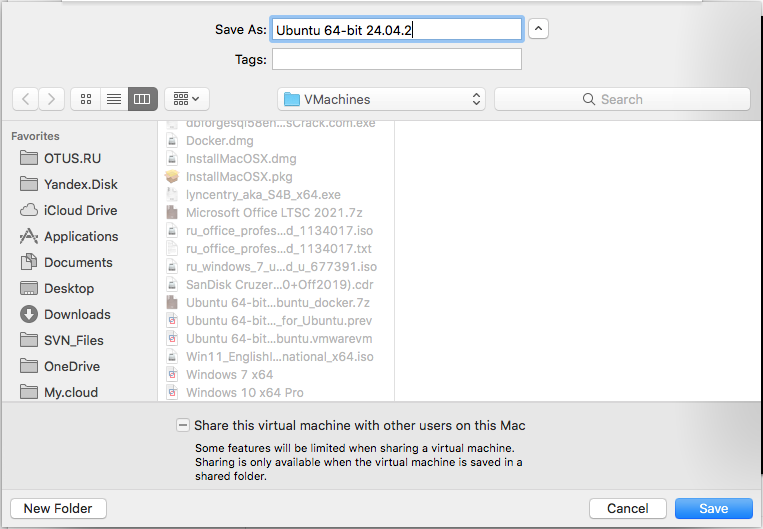 Save As: Ubuntu 64-bit 24.04.2
Tags:
VMachines
Search
Favorites
OTUS.RU
Yandex.Disk
iCloud Drive
Applications
Documents
Desktop
Downloads
SVN_Files
OneDrive
My.cloud
dbforgesql58en...sCrack.com.exe
Docker.dmg
InstallMacOSX.dmg
InstallMacOSX.pkg
lyncentry_aka_S4B_x64.exe
Microsoft Office LTSC 2021.7z
ru_office_profes...d_1134017.iso
ru_office_profes...d_1134017.txt
ru_windows_7_u...d_u_677391.iso
SanDisk Cruzer...0+Off2019).cdr
Ubuntu 64-bit...buntu_docker.7z
Ubuntu 64-bit..._for_Ubuntu.prev
Ubuntu 64-bit...buntu.vmwarevm
Win11_Englishl...national_x64.iso
Windows 7 x64
Windows 10 x64 Pro
Share this virtual machine with other users on this Mac
Some features will be limited when sharing a virtual machine.
Sharing is only available when the virtual machine is saved in a
shared folder.
New Folder
Cancel
Save